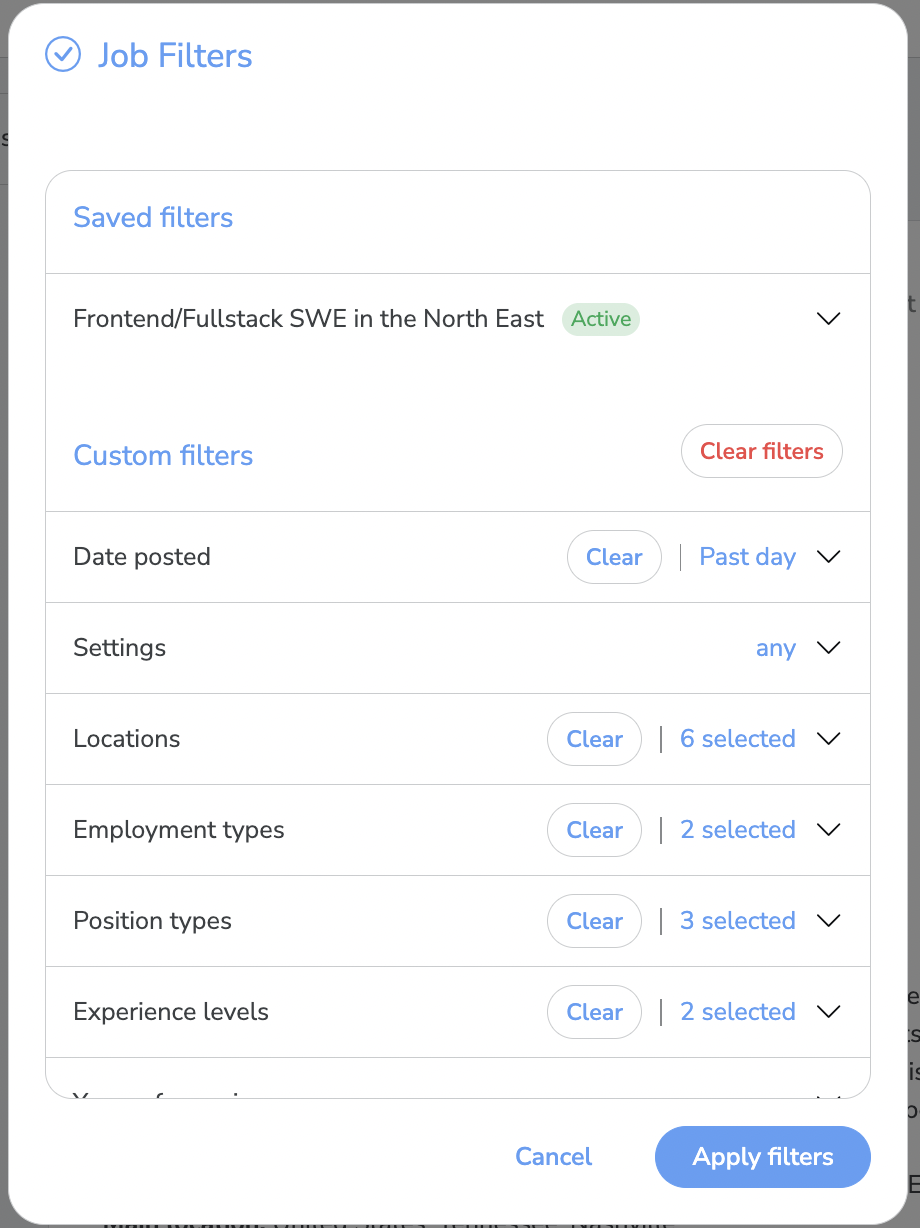 Job Filters
Saved filters
Frontend/Fullstack SWE in the North East Active
Custom filters Clear filters
Date posted Clear | Past day
Settings any
Locations Clear | 6 selected
Employment types Clear | 2 selected
Position types Clear | 3 selected
Experience levels Clear | 2 selected
Cancel Apply filters